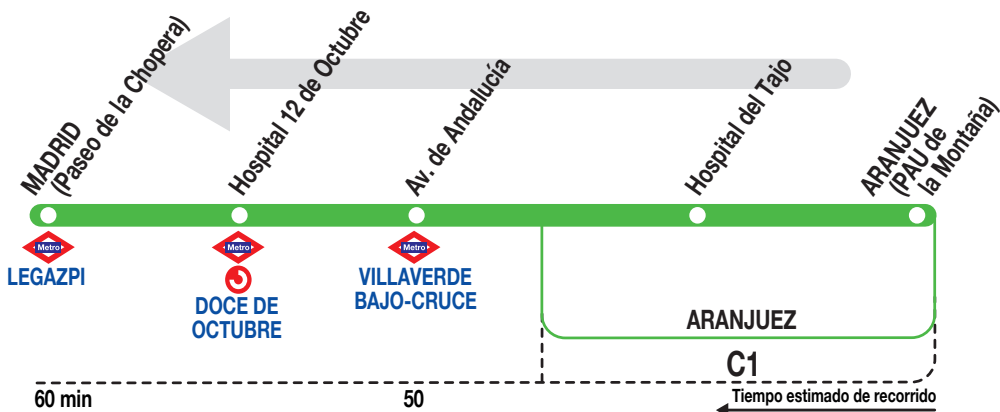 MADRID
(Paseo de la Chopera)
Hospital 12 de Octubre
Av. de Andalucía
Hospital del Tajo
ARANJUEZ
(PAU de
la Montaña)
Metro
Metro
Metro
LEGAZPI
DOCE DE
OCTUBRE
VILLAVERDE
BAJO-CRUCE
ARANJUEZ
C1
60 min
50
Tiempo estimado de recorrido